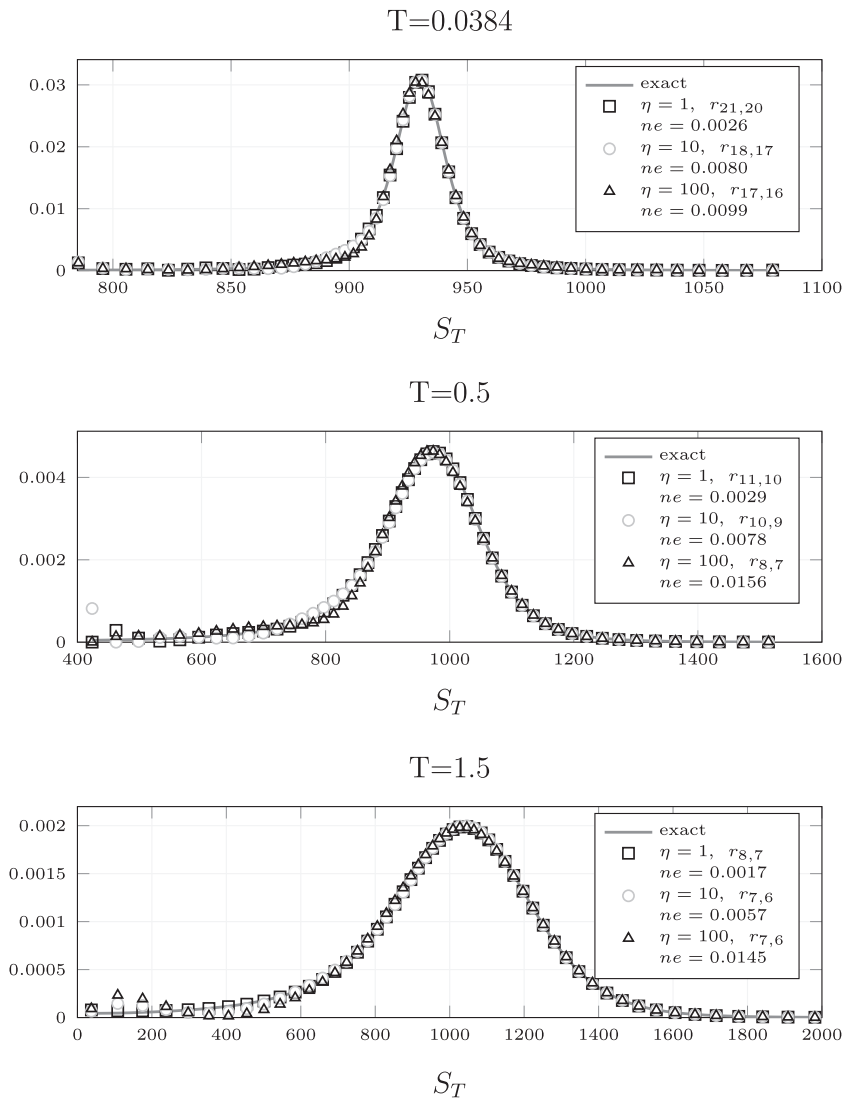 T=0.0384
exact
η = 1, r21,20
ne = 0.0026
η = 10, r18,17
ne = 0.0080
η = 100, r17,16
ne = 0.0099
0.03
0.02
0.01
0
800 850 900 950 1000 1050 1100
S_T
T=0.5
exact
η = 1, r11,10
ne = 0.0029
η = 10, r10,9
ne = 0.0078
η = 100, r8,7
ne = 0.0156
0.004
0.002
0
400 600 800 1000 1200 1400 1600
S_T
T=1.5
exact
η = 1, r8,7
ne = 0.0017
η = 10, r7,6
ne = 0.0057
η = 100, r7,6
ne = 0.0145
0.002
0.0015
0.001
0.0005
0
0 200 400 600 800 1000 1200 1400 1600 1800 2000
S_T